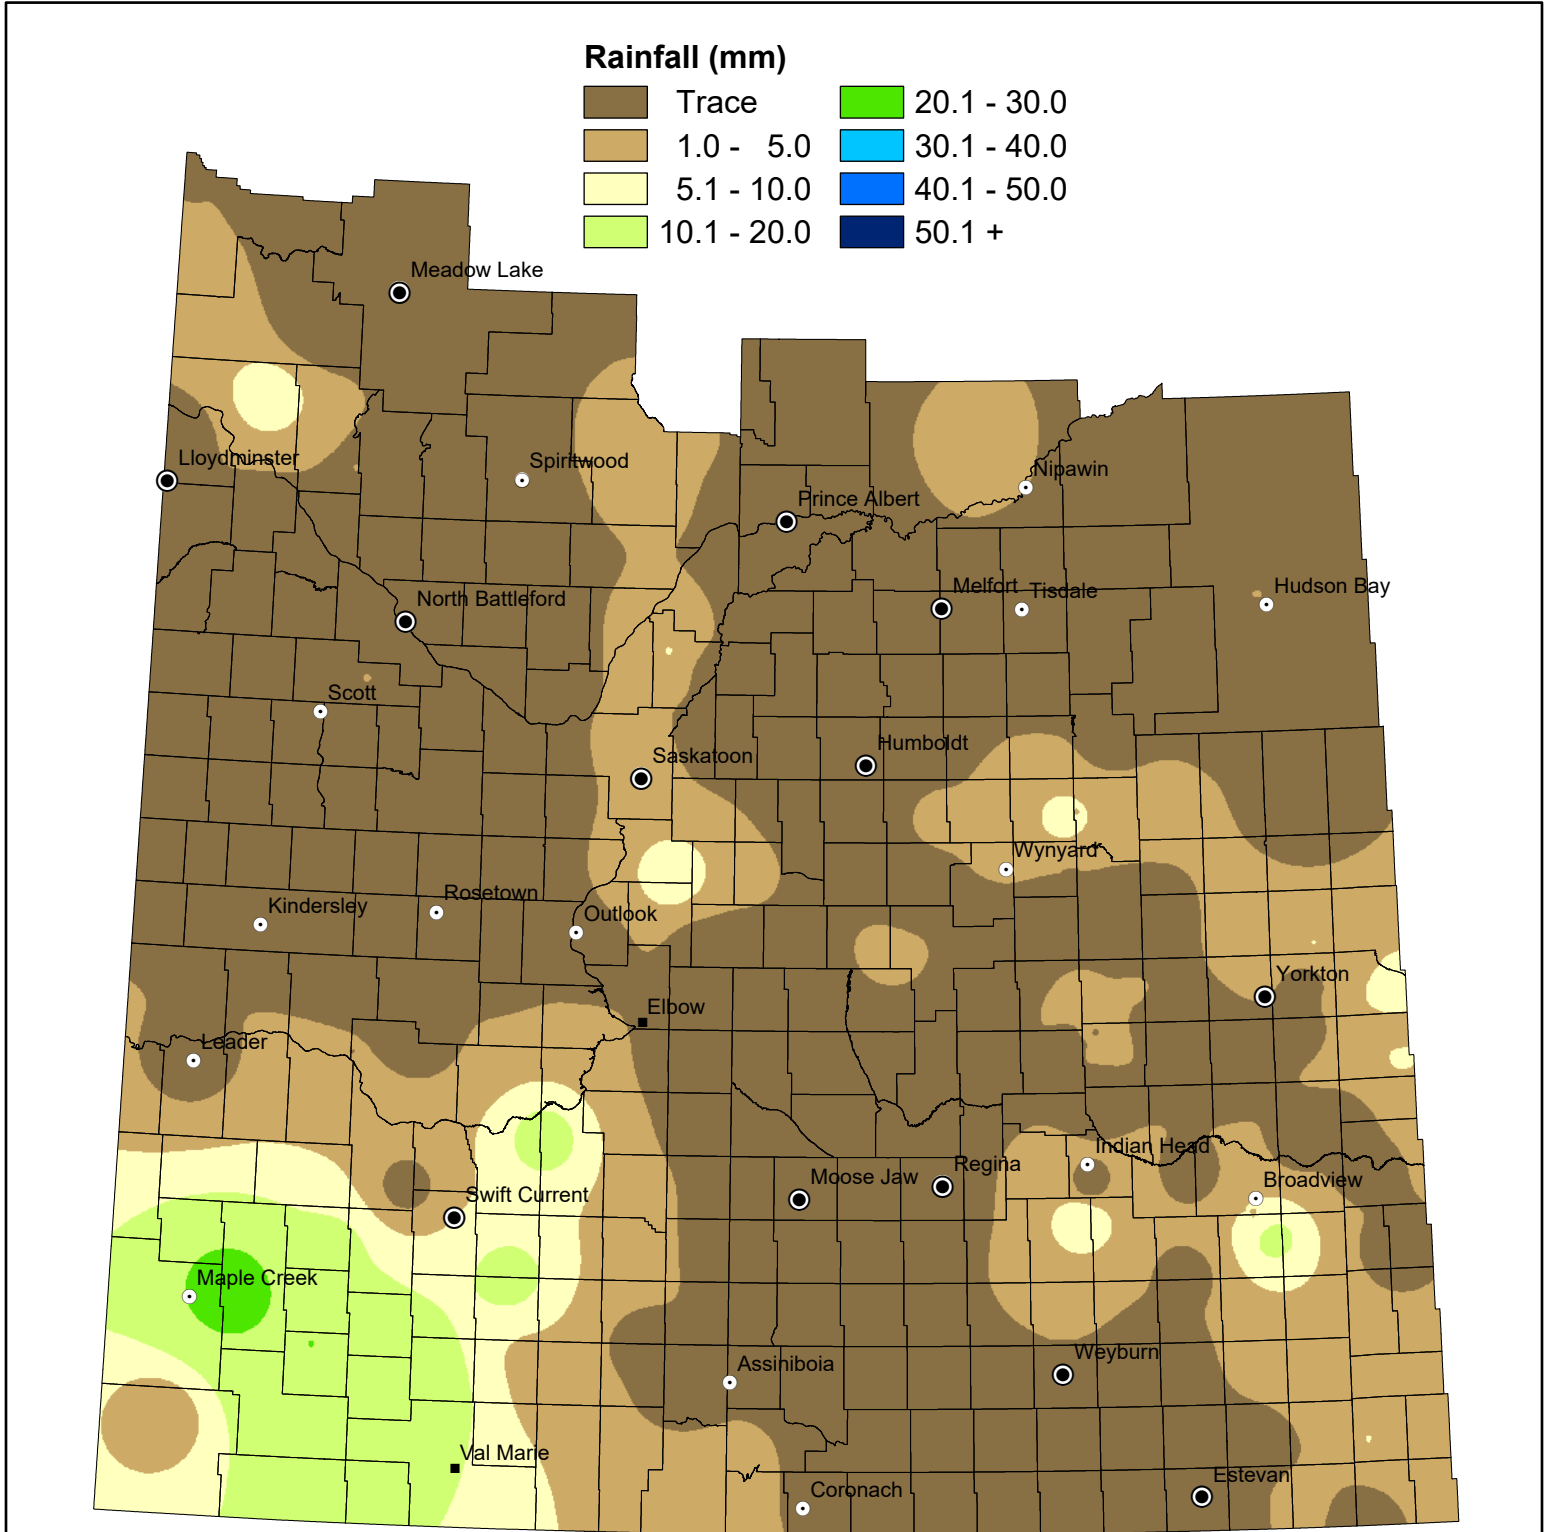 Rainfall (mm)
Trace
1.0 - 5.0
5.1 - 10.0
10.1 - 20.0
20.1 - 30.0
30.1 - 40.0
40.1 - 50.0
50.1 +
Meadow Lake
Lloydminster
Spiritwood
Nipawin
Prince Albert
North Battleford
Melfort
Tisdale
Hudson Bay
Scott
Saskatoon
Humboldt
Wynyard
Rosetown
Kindersley
Outlook
Yorkton
Elbow
Leader
Indian Head
Regina
Moose Jaw
Broadview
Swift Current
Maple Creek
Weyburn
Assiniboia
Val Marie
Estevan
Coronach